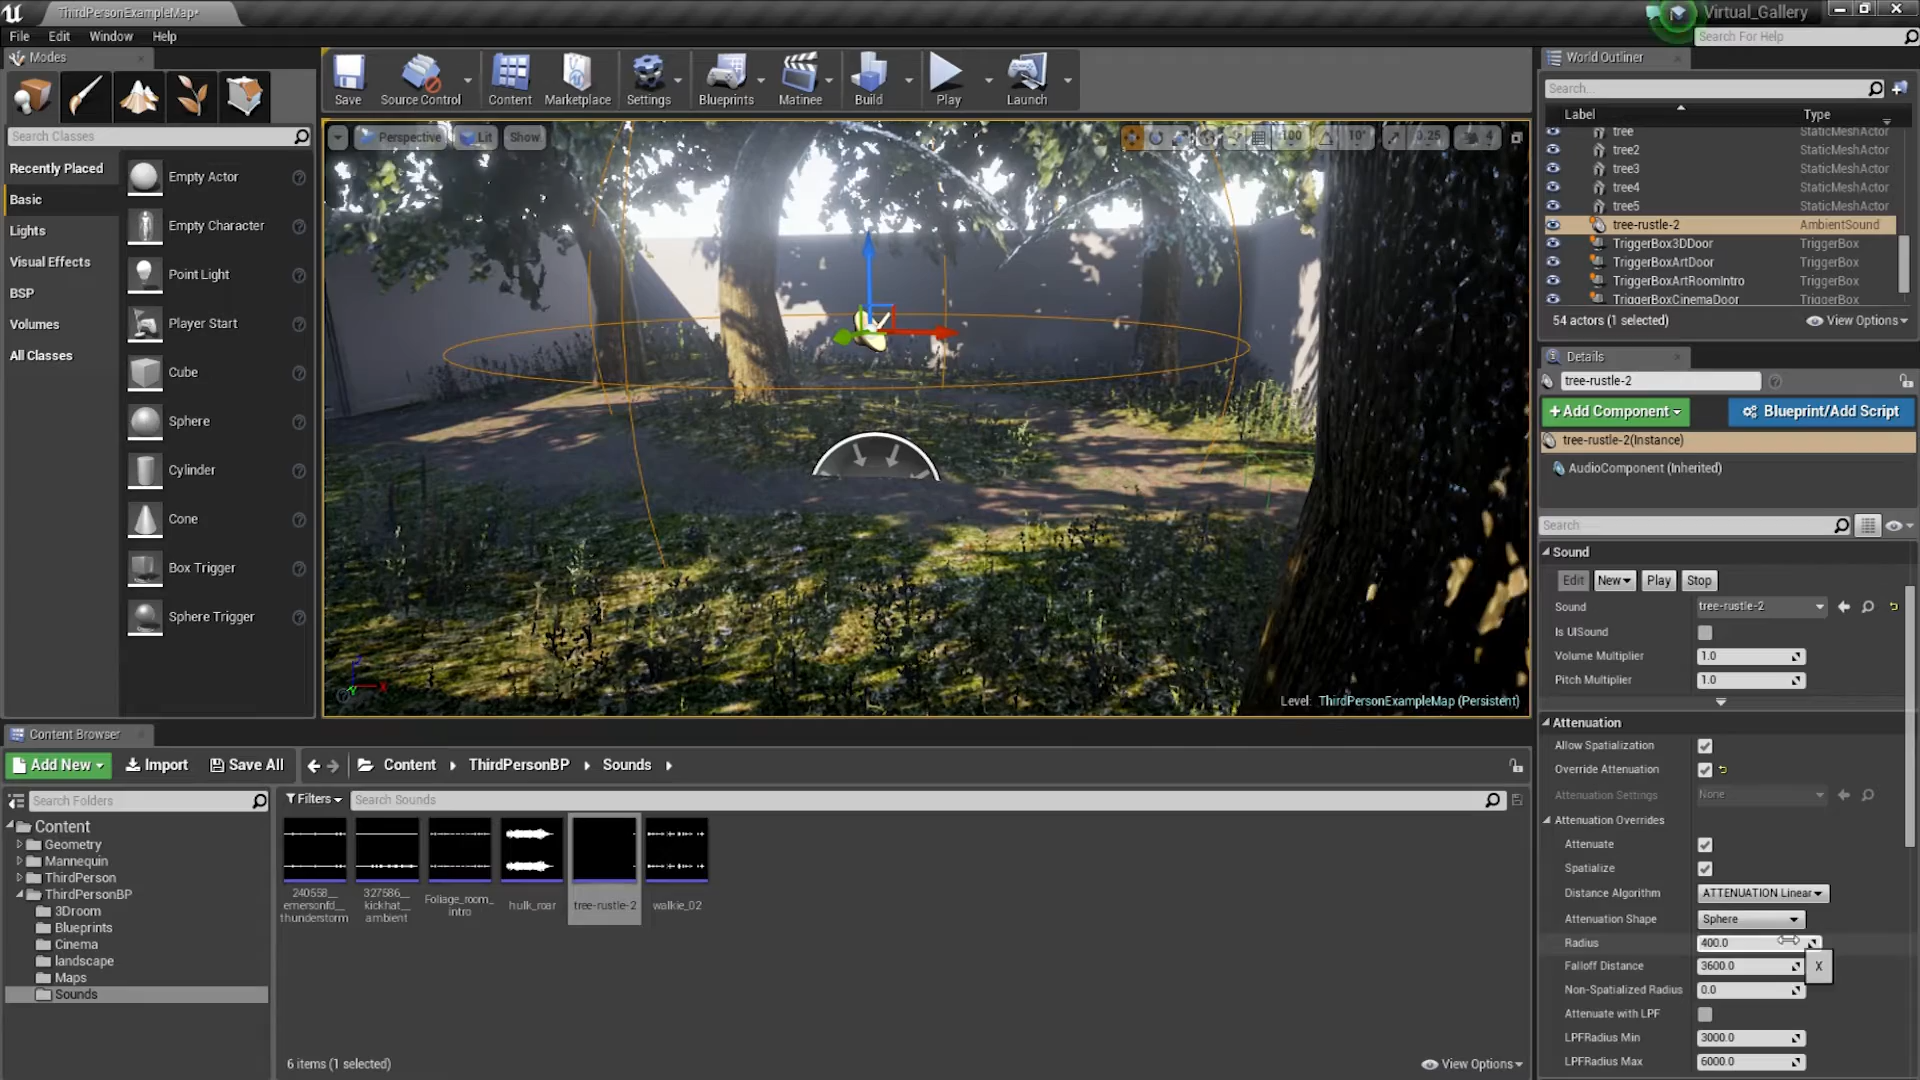 ThirdPersonExampleMap*
Virtual_Gallery
File Edit Window Help
Search For Help
Modes
Search Classes
Recently Placed
Basic
Lights
Visual Effects
BSP
Volumes
All Classes
Empty Actor
Empty Character
Point Light
Player Start
Cube
Sphere
Cylinder
Cone
Box Trigger
Sphere Trigger
Save
Source Control
Content
Marketplace
Settings
Blueprints
Matinee
Build
Play
Launch
Perspective Lit Show
100 10° 0.25 4
Level: ThirdPersonExampleMap (Persistent)
World Outliner
Search...
Label Type
tree StaticMeshActor
tree2 StaticMeshActor
tree3 StaticMeshActor
tree4 StaticMeshActor
tree5 StaticMeshActor
tree-rustle-2 AmbientSound
TriggerBox3DDoor TriggerBox
TriggerBoxArtDoor TriggerBox
TriggerBoxArtRoomIntro TriggerBox
TriggerBoxCinemaDoor TriggerBox
54 actors (1 selected) View Options
Details
tree-rustle-2
+Add Component
Blueprint/Add Script
tree-rustle-2(Instance)
AudioComponent (Inherited)
Search
Sound
Edit New Play Stop
Sound tree-rustle-2
Is UISound
Volume Multiplier 1.0
Pitch Multiplier 1.0
Attenuation
Allow Spatialization
Override Attenuation
Attenuation Settings None
Attenuation Overrides
Attenuate
Spatialize
Distance Algorithm ATTENUATION Linear
Attenuation Shape Sphere
Radius 400.0
Falloff Distance 3600.0
X
Non-Spatialized Radius 0.0
Attenuate with LPF
LPFRadius Min 3000.0
LPFRadius Max 6000.0
Content Browser
Add New Import Save All
Content ThirdPersonBP Sounds
Search Folders
Content
Geometry
Mannequin
ThirdPerson
ThirdPersonBP
3Droom
Blueprints
Cinema
landscape
Maps
Sounds
Filters
Search Sounds
240558__
emersonfd__
thunderstorm
327586__
kickhat__
ambient
Foliage_room_
intro
hulk_roar
tree-rustle-2
walkie_02
6 items (1 selected)
View Options